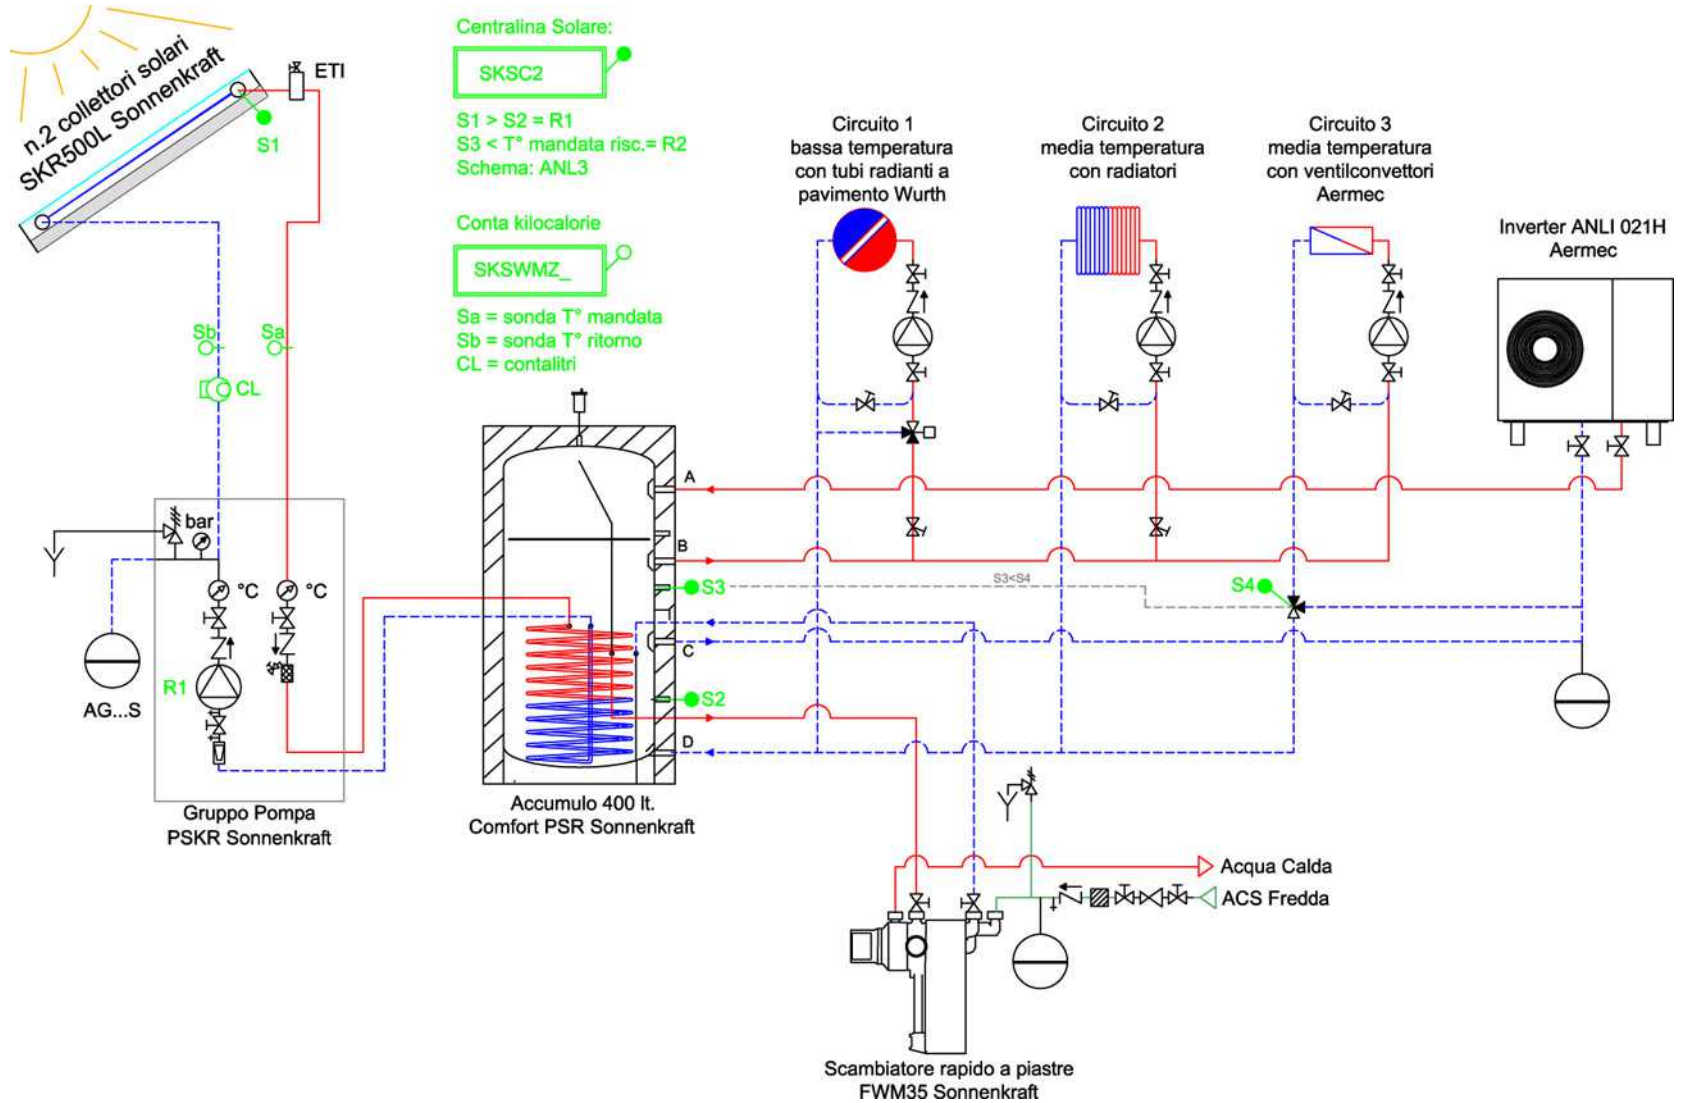 n.2 collettori solari
SKR500L Sonnenkraft
ETI
S1
Centralina Solare:
SKSC2
S1 > S2 = R1
S3 < T° mandata risc.= R2
Schema: ANL3
Conta kilocalorie
SKSWMZ_
Sa = sonda T° mandata
Sb = sonda T° ritorno
CL = contalitri
Circuito 1
bassa temperatura
con tubi radianti a
pavimento Wurth
Circuito 2
media temperatura
con radiatori
Circuito 3
media temperatura
con ventilconvettori
Aermec
Inverter ANLI 021H
Aermec
Sb
Sa
CL
bar
°C
°C
R1
AG...S
Gruppo Pompa
PSKR Sonnenkraft
A
B
S3
S3<S4
S4
C
S2
D
Accumulo 400 lt.
Comfort PSR Sonnenkraft
Acqua Calda
ACS Fredda
Scambiatore rapido a piastre
FWM35 Sonnenkraft